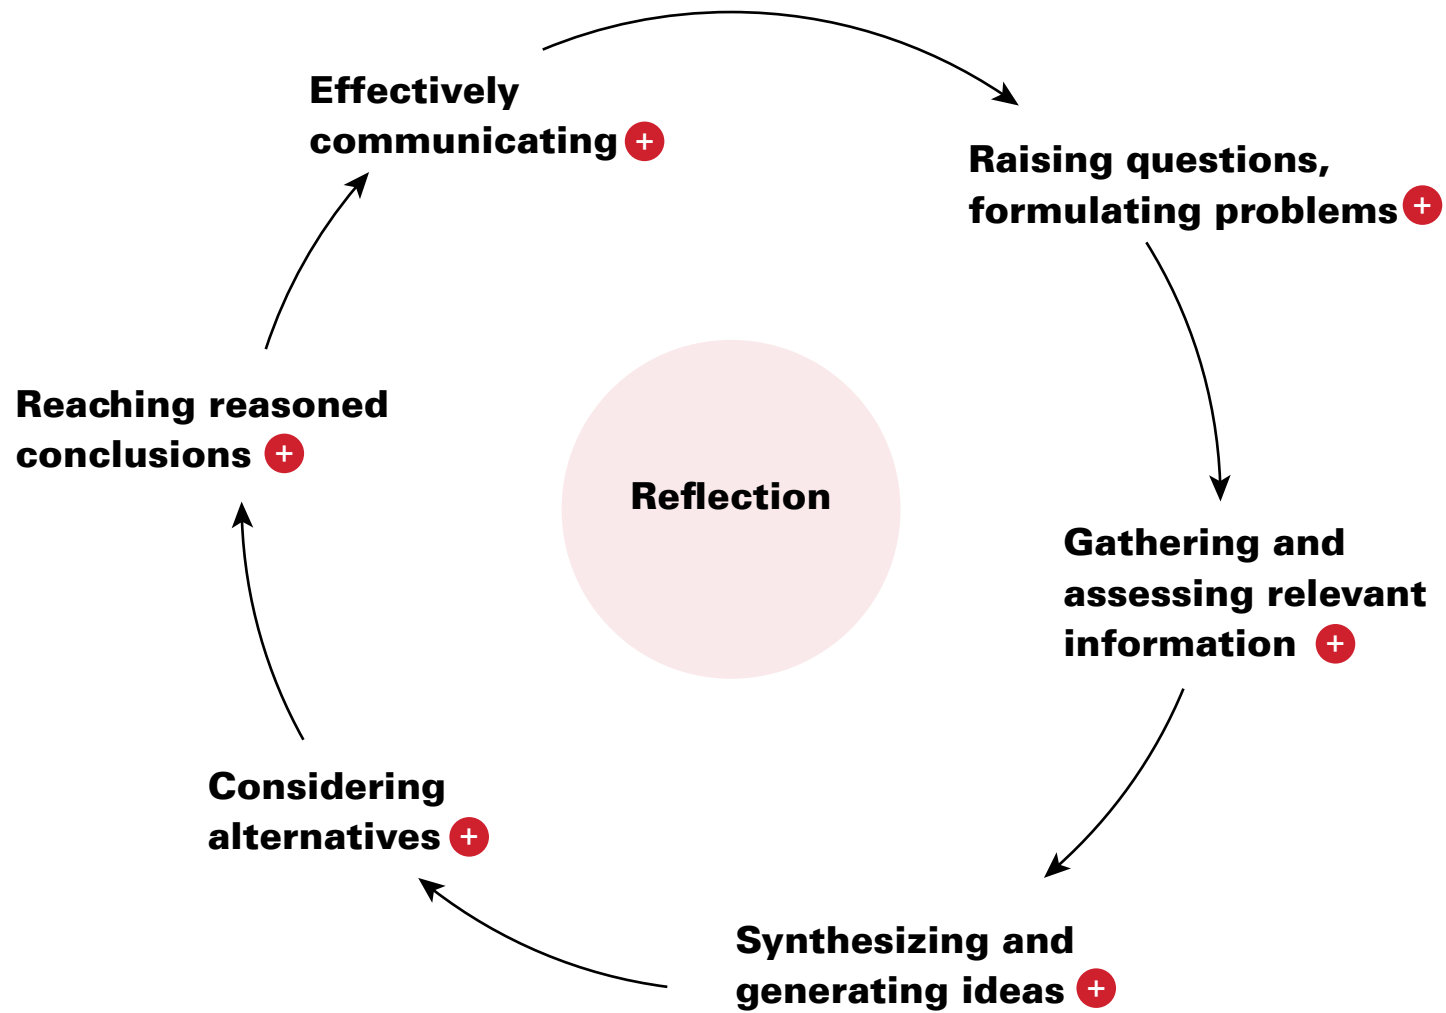 Effectively
communicating +
Raising questions,
formulating problems +
Reaching reasoned
conclusions +
Reflection
Gathering and
assessing relevant
information +
Considering
alternatives +
Synthesizing and
generating ideas +